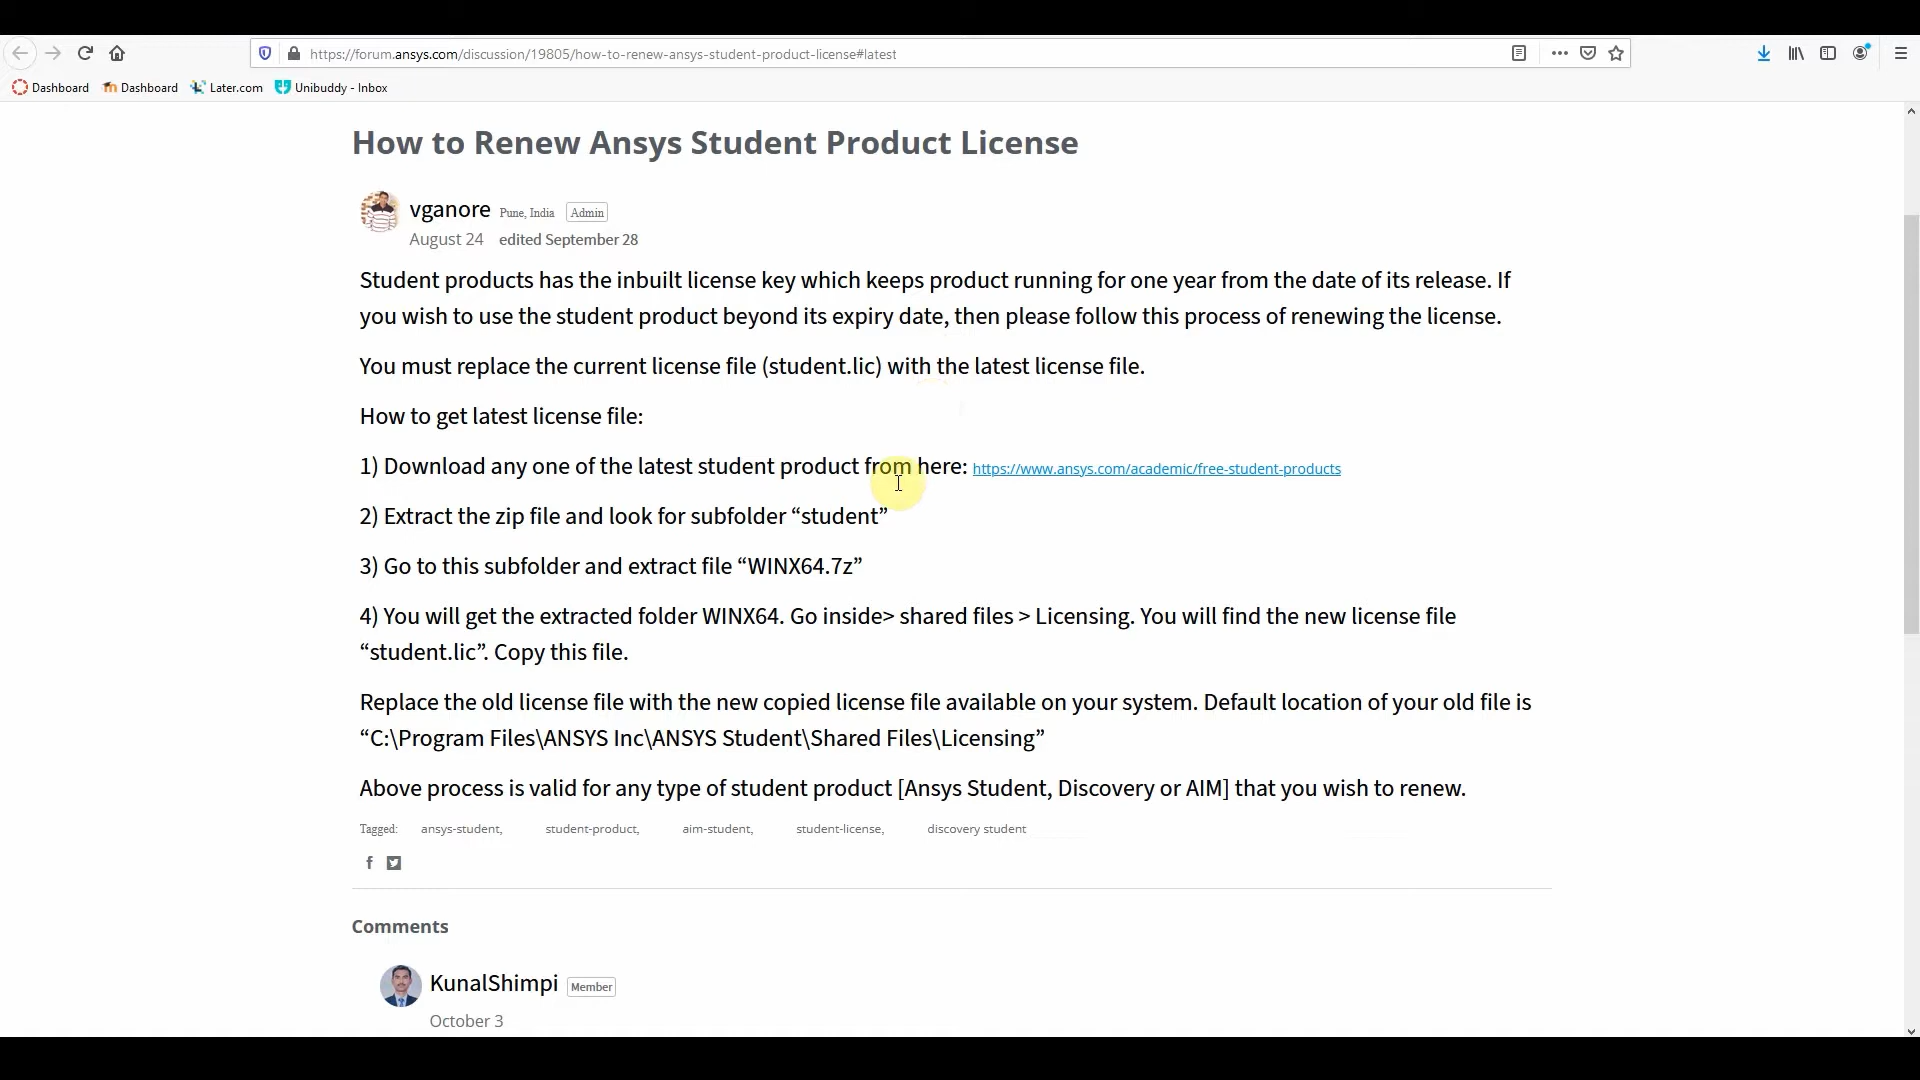 https://forum.ansys.com/discussion/19805/how-to-renew-ansys-student-product-license#latest
Dashboard Dashboard Later.com Unibuddy - Inbox
How to Renew Ansys Student Product License
vganore Pune, India Admin
August 24 edited September 28
Student products has the inbuilt license key which keeps product running for one year from the date of its release. If
you wish to use the student product beyond its expiry date, then please follow this process of renewing the license.
You must replace the current license file (student.lic) with the latest license file.
How to get latest license file:
1) Download any one of the latest student product from here: https://www.ansys.com/academic/free-student-products
2) Extract the zip file and look for subfolder “student”
3) Go to this subfolder and extract file “WINX64.7z”
4) You will get the extracted folder WINX64. Go inside> shared files > Licensing. You will find the new license file
“student.lic”. Copy this file.
Replace the old license file with the new copied license file available on your system. Default location of your old file is
“C:\Program Files\ANSYS Inc\ANSYS Student\Shared Files\Licensing”
Above process is valid for any type of student product [Ansys Student, Discovery or AIM] that you wish to renew.
Tagged: ansys-student, student-product, aim-student, student-license, discovery student
Comments
KunalShimpi Member
October 3